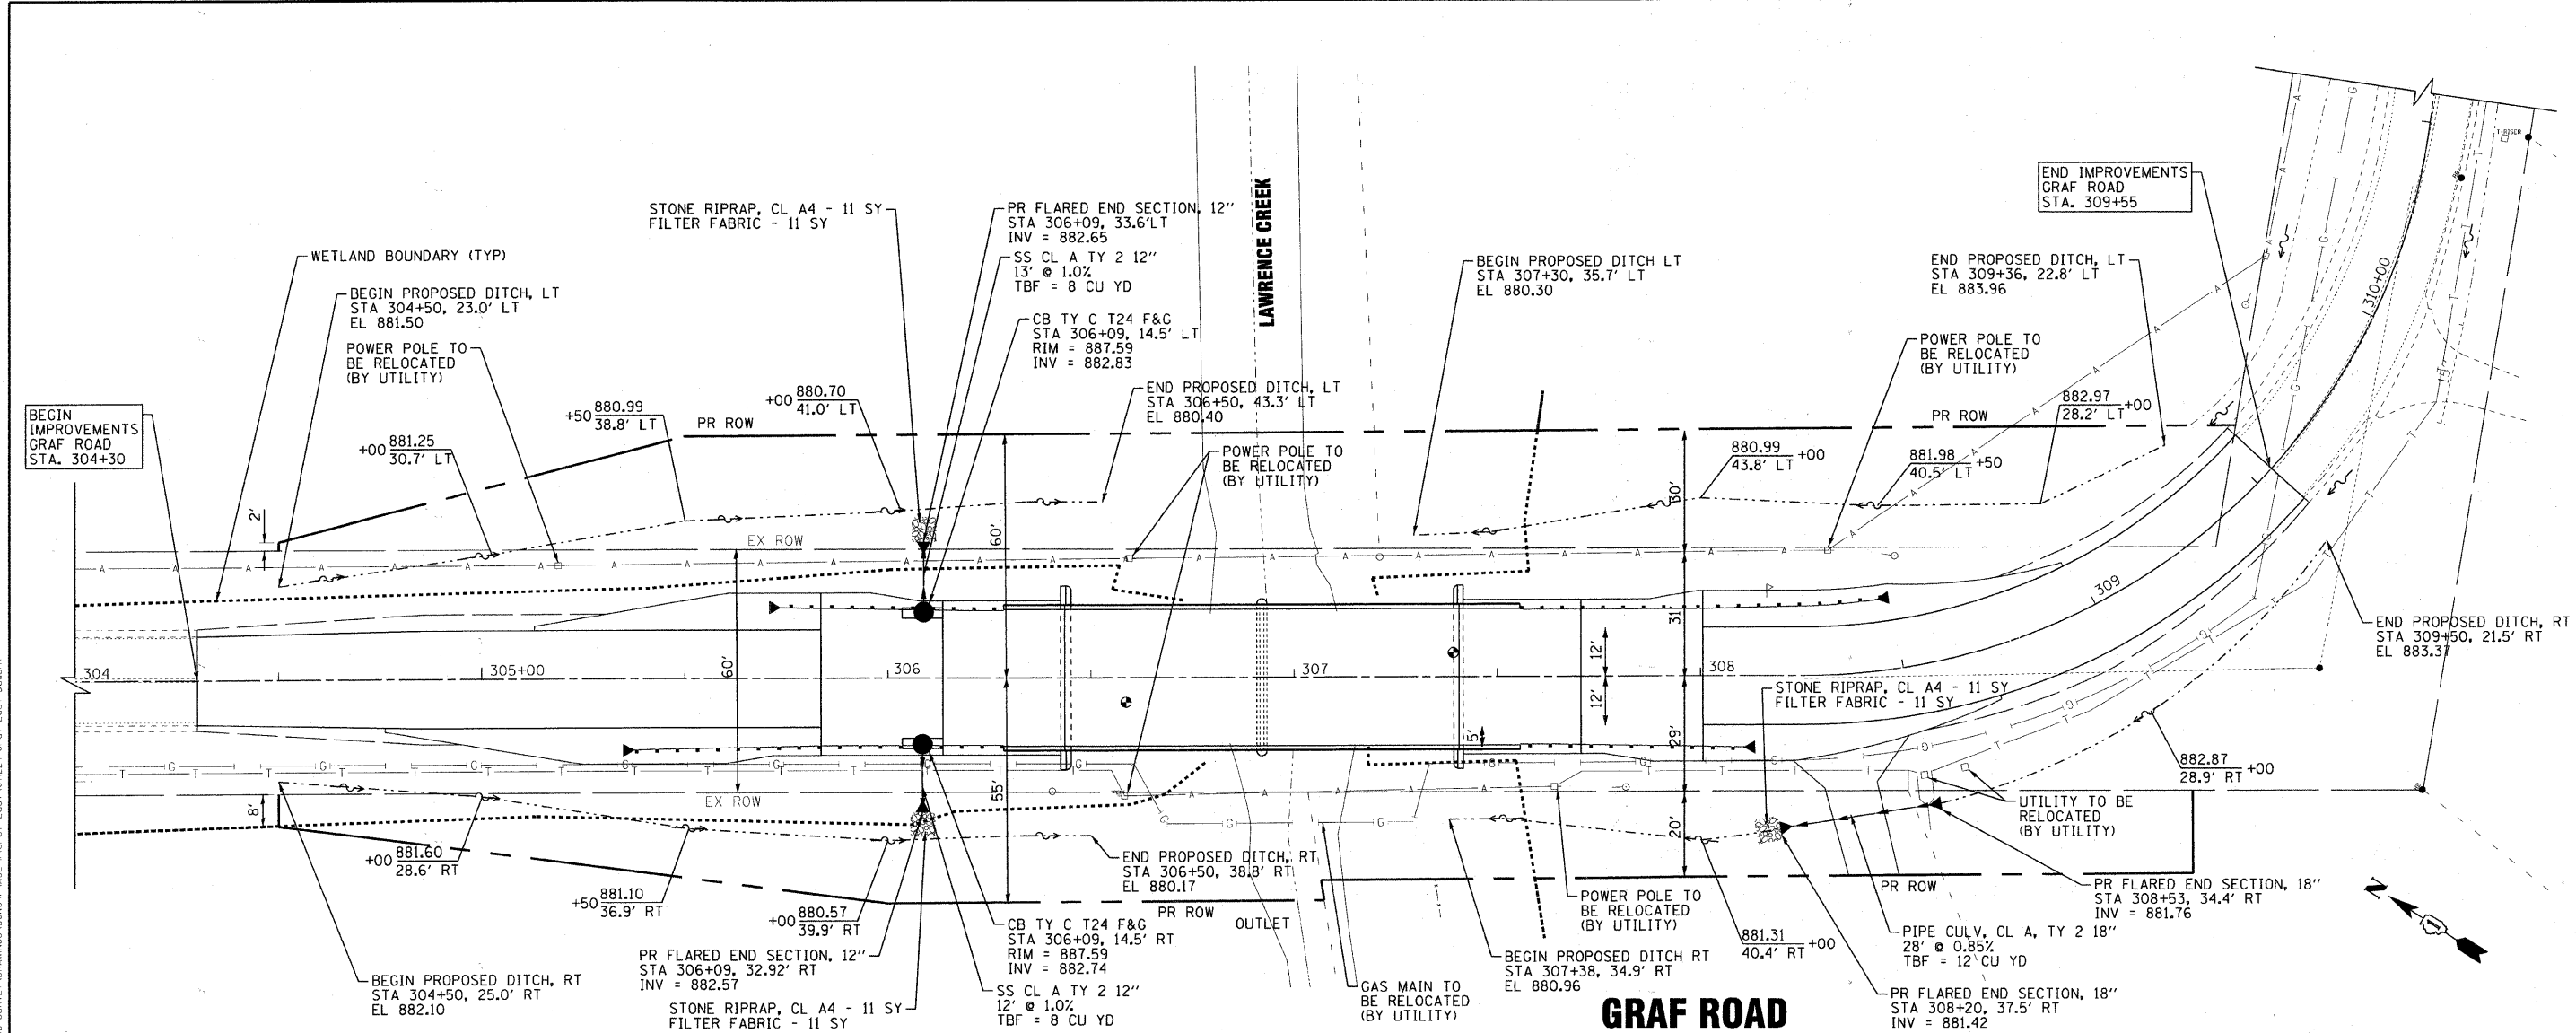 STONE RIPRAP, CL A4 - 11 SY
FILTER FABRIC - 11 SY
PR FLARED END SECTION, 12"
STA 306+09, 33.6'LT
INV = 882.65
SS CL A TY 2 12"
13' @ 1.0%
TBF = 8 CU YD
CB TY C T24 F&G
STA 306+09, 14.5' LT
RIM = 887.59
INV = 882.83
LAWRENCE CREEK
END IMPROVEMENTS
GRAF ROAD
STA. 309+55
WETLAND BOUNDARY (TYP)
BEGIN PROPOSED DITCH, LT
STA 304+50, 23.0' LT
EL 881.50
POWER POLE TO
BE RELOCATED
(BY UTILITY)
BEGIN PROPOSED DITCH LT
STA 307+30, 35.7' LT
EL 880.30
END PROPOSED DITCH, LT
STA 309+36, 22.8' LT
EL 883.96
POWER POLE TO
BE RELOCATED
(BY UTILITY)
310+00
BEGIN
IMPROVEMENTS
GRAF ROAD
STA. 304+30
+00 881.25
30.7' LT
+50 880.99
38.8' LT
PR ROW
+00 880.70
41.0' LT
END PROPOSED DITCH, LT
STA 306+50, 43.3' LT
EL 880.40
POWER POLE TO
BE RELOCATED
(BY UTILITY)
880.99 +00
43.8' LT
881.98 +50
40.5' LT
PR ROW
882.97 +00
28.2' LT
2'
EX ROW
60'
60'
30'
31'
304
305+00
306
307
308
309
12'
12'
5'
29'
20'
55'
8'
EX ROW
END PROPOSED DITCH, RT
STA 309+50, 21.5' RT
EL 883.37
STONE RIPRAP, CL A4 - 11 SY
FILTER FABRIC - 11 SY
882.87 +00
28.9' RT
UTILITY TO BE
RELOCATED
(BY UTILITY)
+00 881.60
28.6' RT
+50 881.10
36.9' RT
+00 880.57
39.9' RT
END PROPOSED DITCH, RT
STA 306+50, 38.8' RT
EL 880.17
PR ROW
OUTLET
POWER POLE TO
BE RELOCATED
(BY UTILITY)
881.31 +00
40.4' RT
PR ROW
PR FLARED END SECTION, 18"
STA 308+53, 34.4' RT
INV = 881.76
PIPE CULV, CL A, TY 2 18"
28' @ 0.85%
TBF = 12 CU YD
N
BEGIN PROPOSED DITCH, RT
STA 304+50, 25.0' RT
EL 882.10
PR FLARED END SECTION, 12"
STA 306+09, 32.92' RT
INV = 882.57
STONE RIPRAP, CL A4 - 11 SY
FILTER FABRIC - 11 SY
CB TY C T24 F&G
STA 306+09, 14.5' RT
RIM = 887.59
INV = 882.74
SS CL A TY 2 12"
12' @ 1.0%
TBF = 8 CU YD
GAS MAIN TO
BE RELOCATED
(BY UTILITY)
BEGIN PROPOSED DITCH RT
STA 307+38, 34.9' RT
EL 880.96
GRAF ROAD
PR FLARED END SECTION, 18"
STA 308+20, 37.5' RT
INV = 881.42